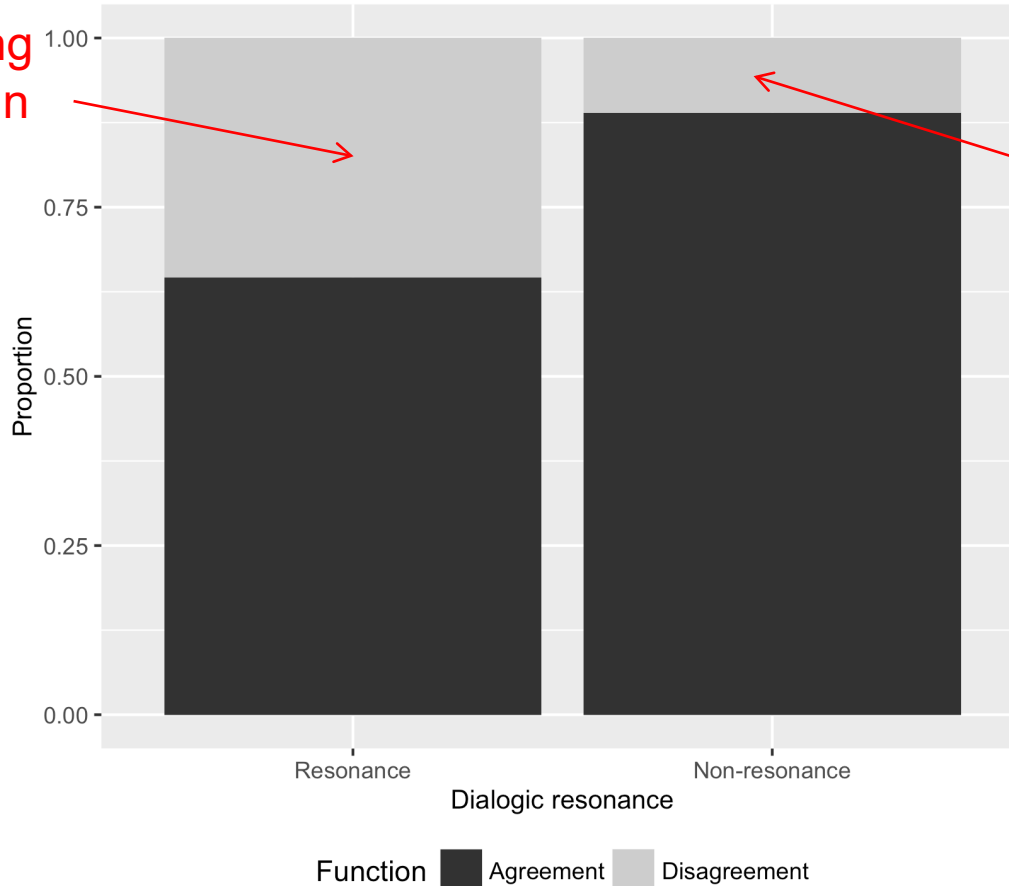 n
1.00
0.75
0.50
0.25
0.00
Proportion
Resonance Non-resonance
Dialogic resonance
Function Agreement Disagreement